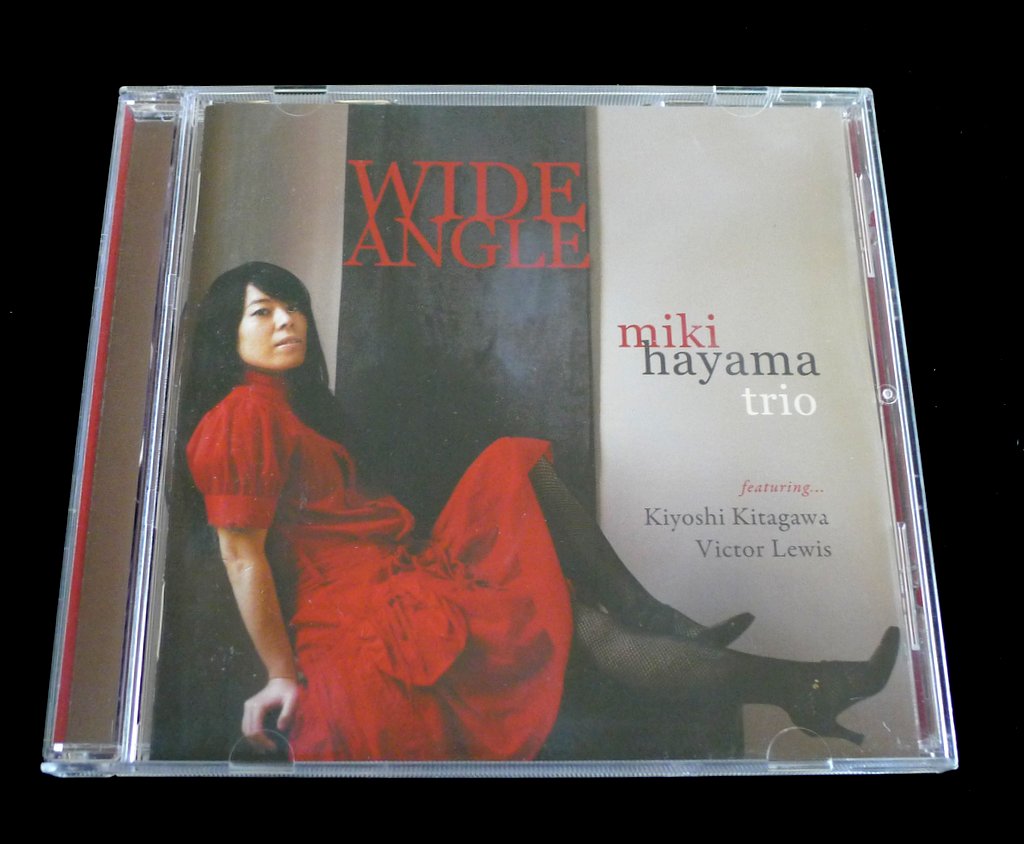 WIDE
ANGLE
miki
hayama
trio
featuring...
Kiyoshi Kitagawa
Victor Lewis